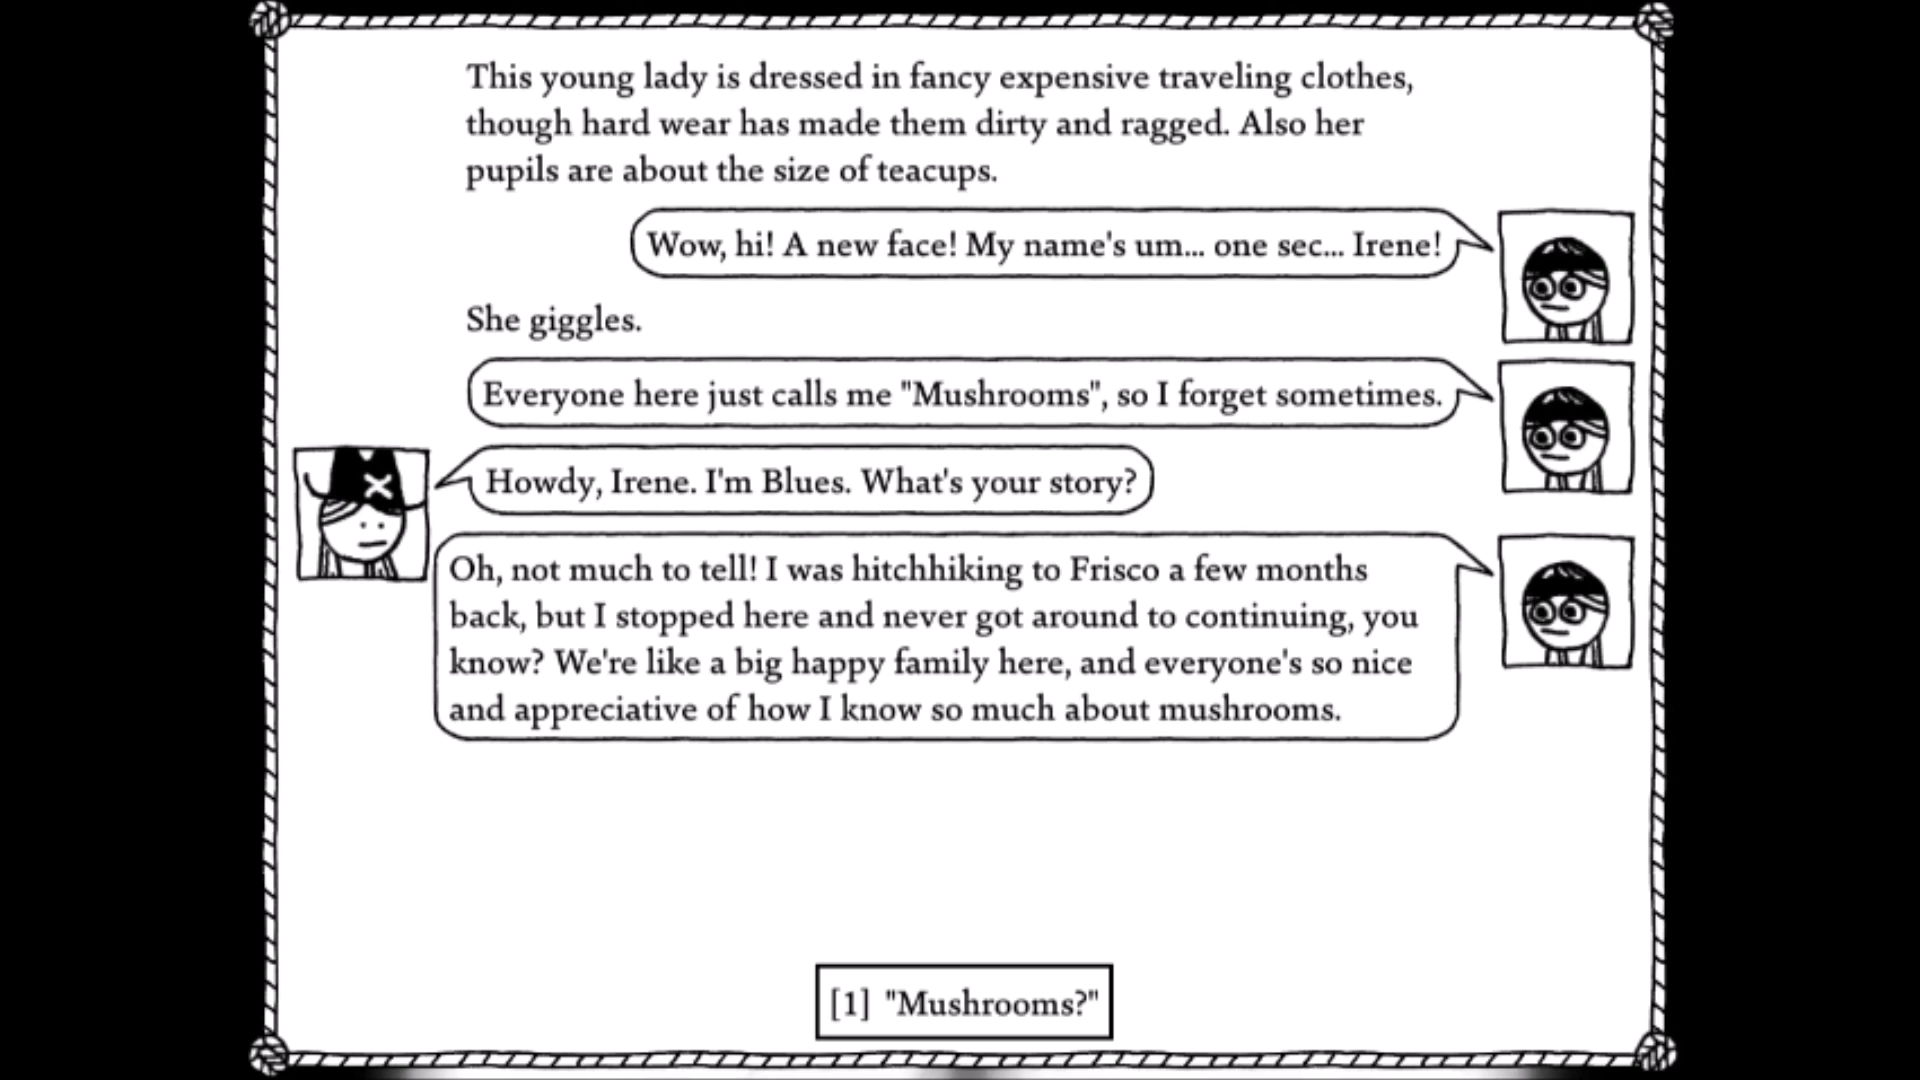 This young lady is dressed in fancy expensive traveling clothes,
though hard wear has made them dirty and ragged. Also her
pupils are about the size of teacups.
Wow, hi! A new face! My name's um... one sec... Irene!
She giggles.
Everyone here just calls me "Mushrooms", so I forget sometimes.
Howdy, Irene. I'm Blues. What's your story?
Oh, not much to tell! I was hitchhiking to Frisco a few months
back, but I stopped here and never got around to continuing, you
know? We're like a big happy family here, and everyone's so nice
and appreciative of how I know so much about mushrooms.
[1] "Mushrooms?"